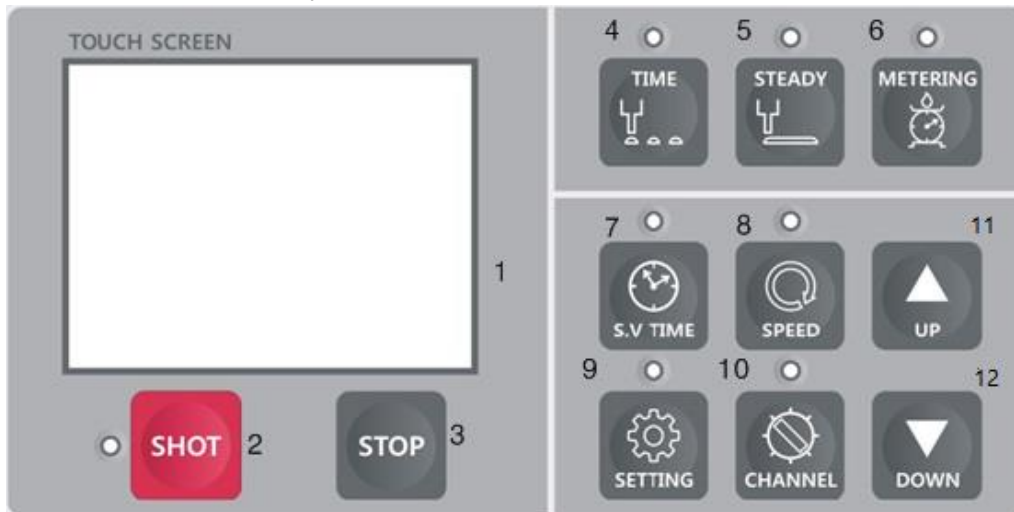 TOUCH SCREEN
1
SHOT 2
STOP 3
4 5 6
TIME STEADY METERING
7 8 11
S.V TIME SPEED UP
9 10 12
SETTING CHANNEL DOWN